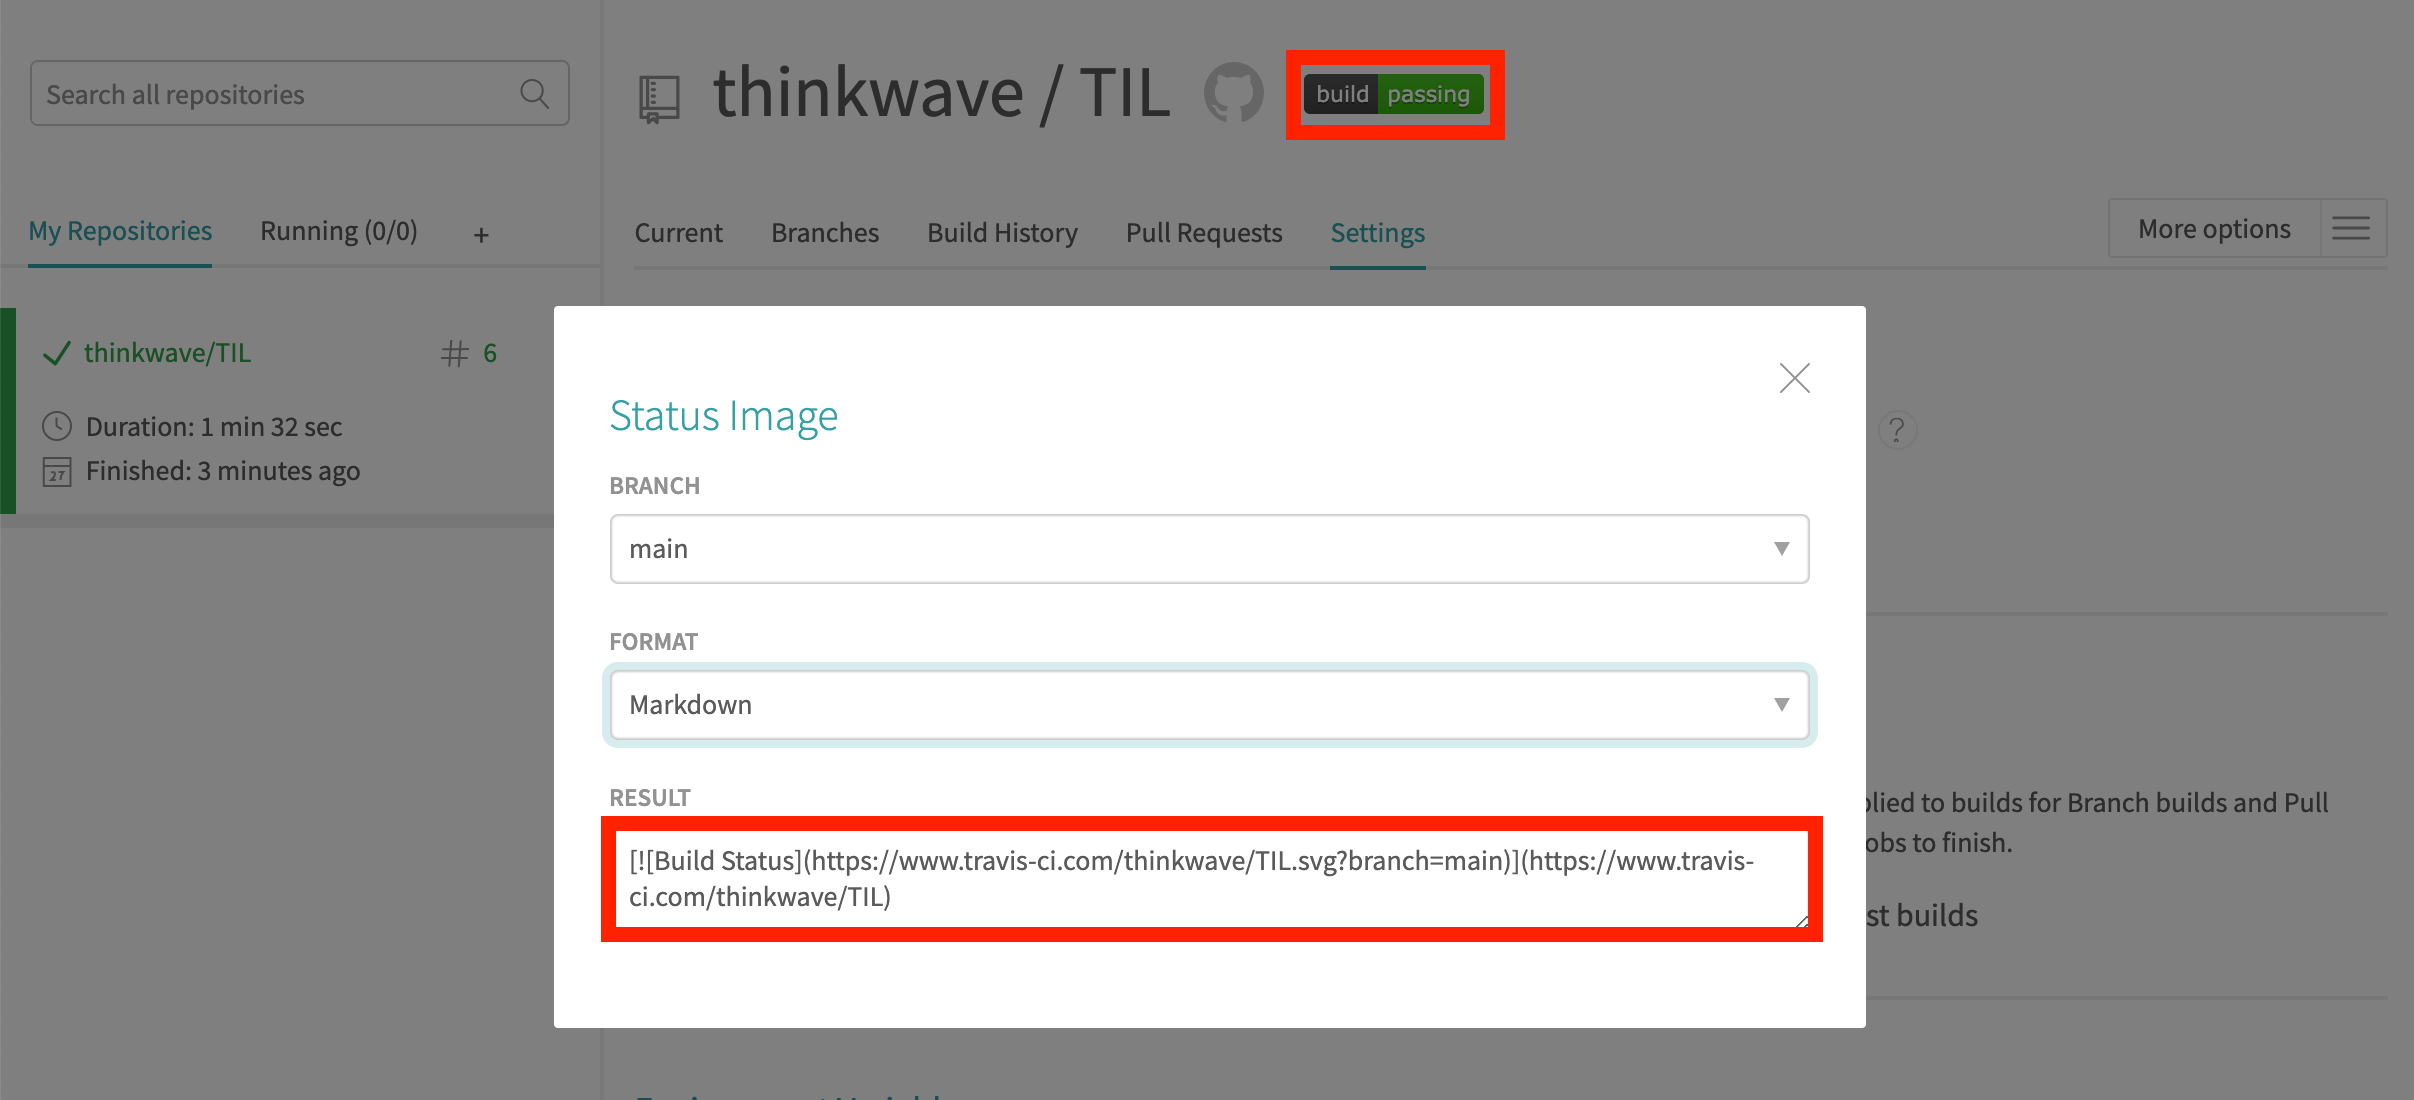 Search all repositories
thinkwave / TIL
build passing
My Repositories
Running (0/0)
+
Current
Branches
Build History
Pull Requests
Settings
More options
thinkwave/TIL
# 6
Duration: 1 min 32 sec
27
Finished: 3 minutes ago
Status Image
?
BRANCH
main
FORMAT
Markdown
RESULT
[![Build Status](https://www.travis-ci.com/thinkwave/TIL.svg?branch=main)](https://www.travis-
ci.com/thinkwave/TIL)
to builds for Branch builds and Pull
to finish.
builds